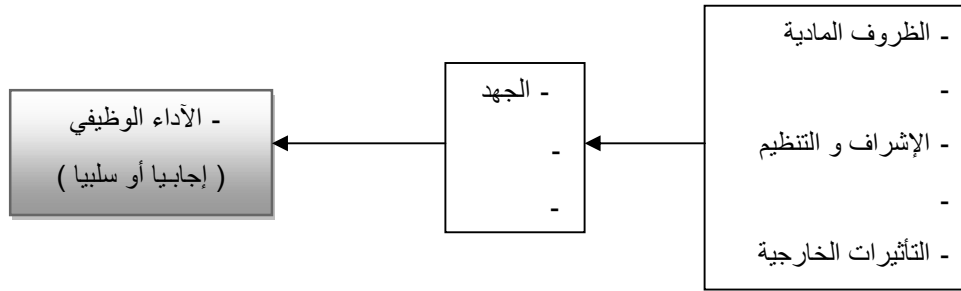 - الظروف المادية
-
- الإشراف و التنظيم
-
- التأثيرات الخارجية
- الجهد
-
-
- الآداء الوظيفي
( إجابيا أو سلبيا )